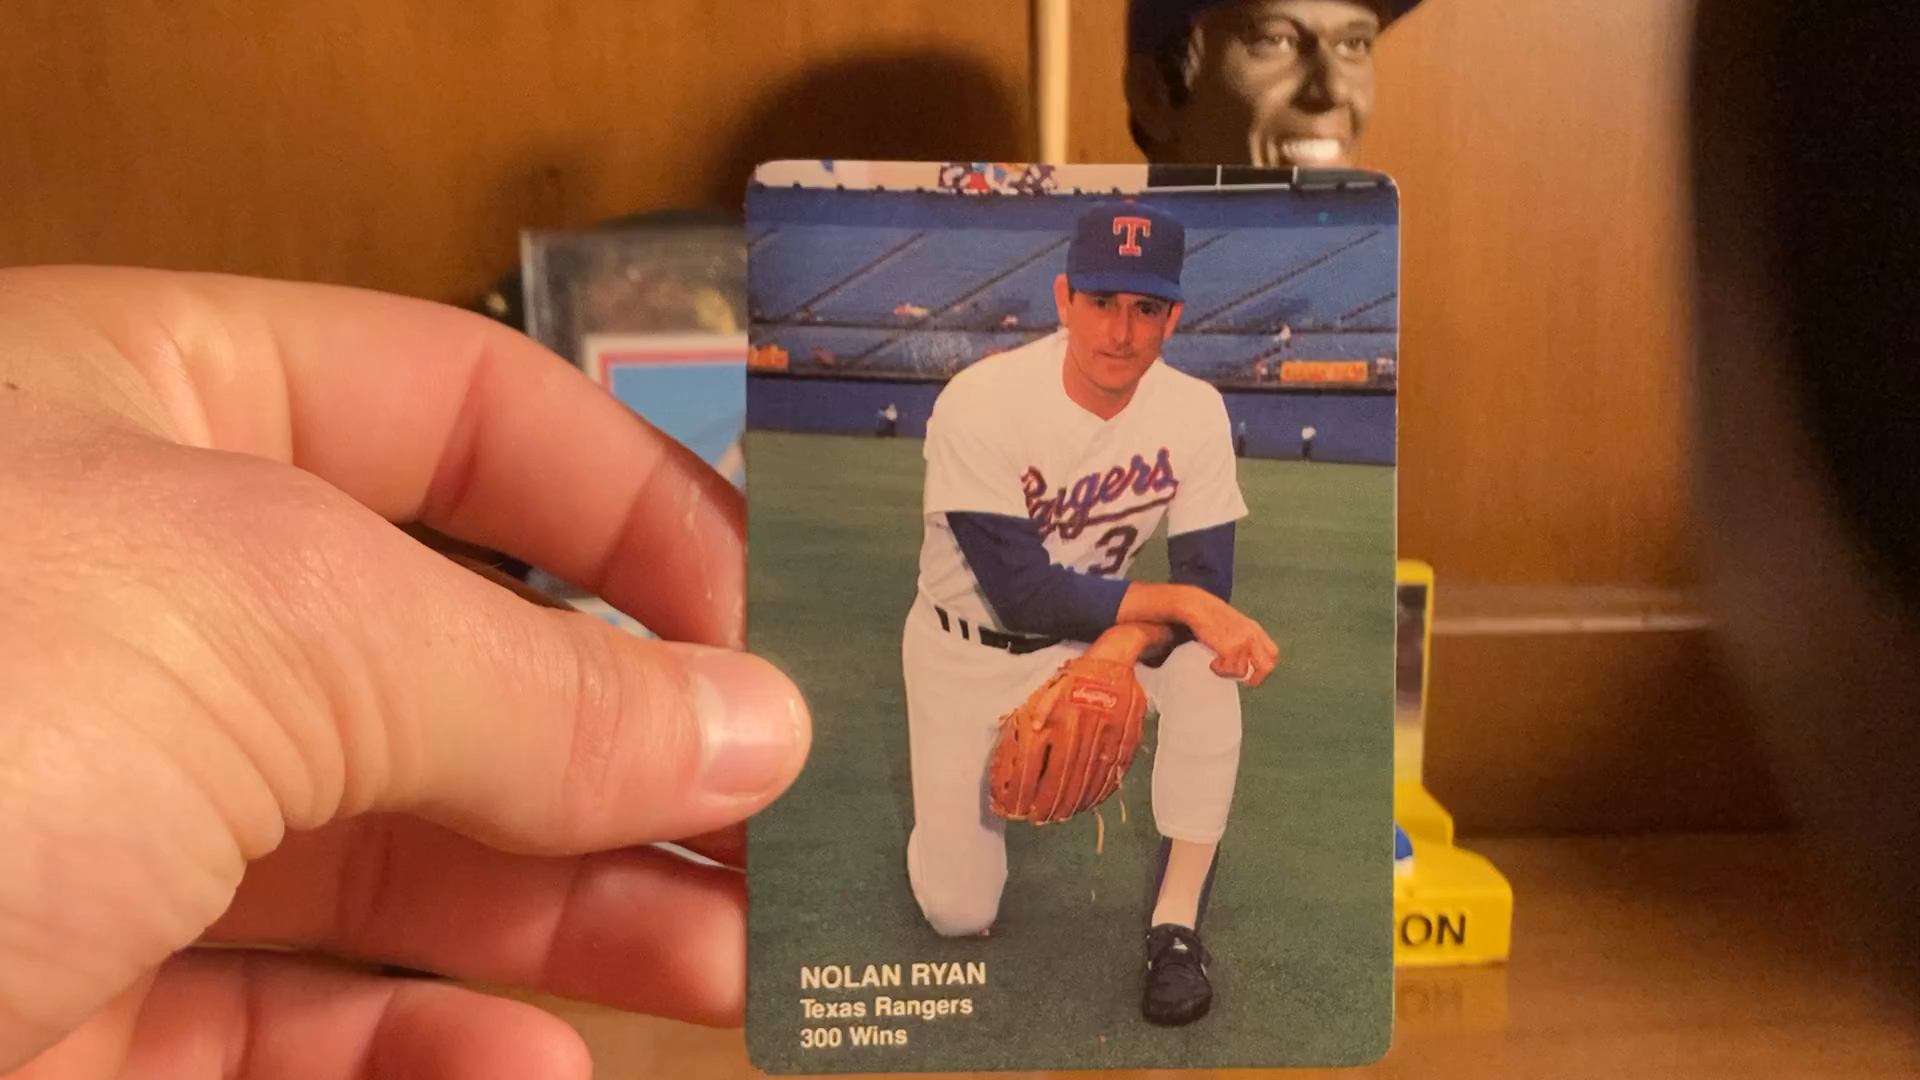 T
Rangers
3
NOLAN RYAN
Texas Rangers
300 Wins
ON